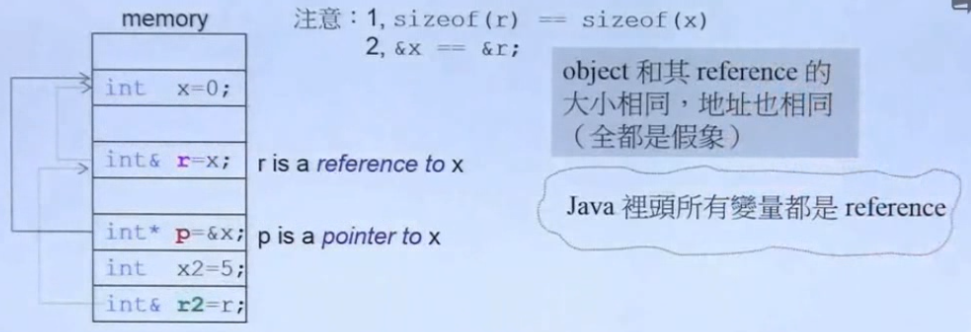 memory
注意：1, sizeof(r) == sizeof(x)
2, &x == &r;
object 和其 reference 的
大小相同，地址也相同
（全都是假象）
int x=0;
int& r=x; r is a reference to x
Java 裡頭所有變量都是 reference
int* p=&x; p is a pointer to x
int x2=5;
int& r2=r;